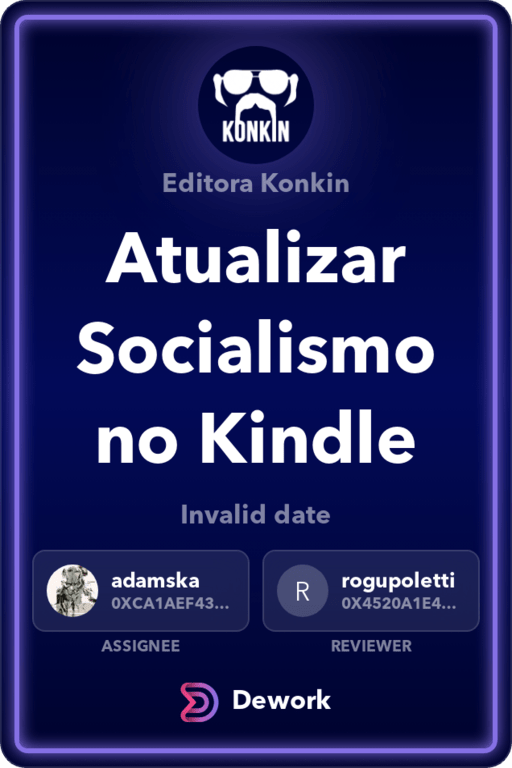 KONKIN
Editora Konkin
Atualizar
Socialismo
no Kindle
Invalid date
adamska
0XCA1AEF43...
R
rogupoletti
0X4520A1E4...
ASSIGNEE
REVIEWER
Dework